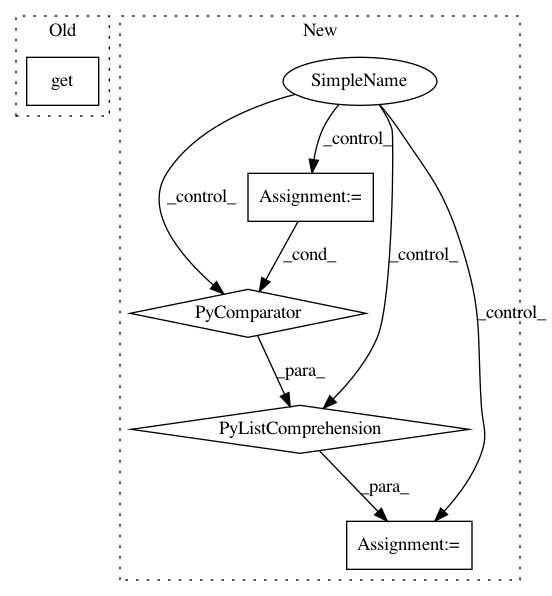 Old
New
get
SimpleName
_control_
_control_
Assignment:=
_cond_
_control_
_control_
PyComparator
_para_
PyListComprehension
_para_
Assignment:=